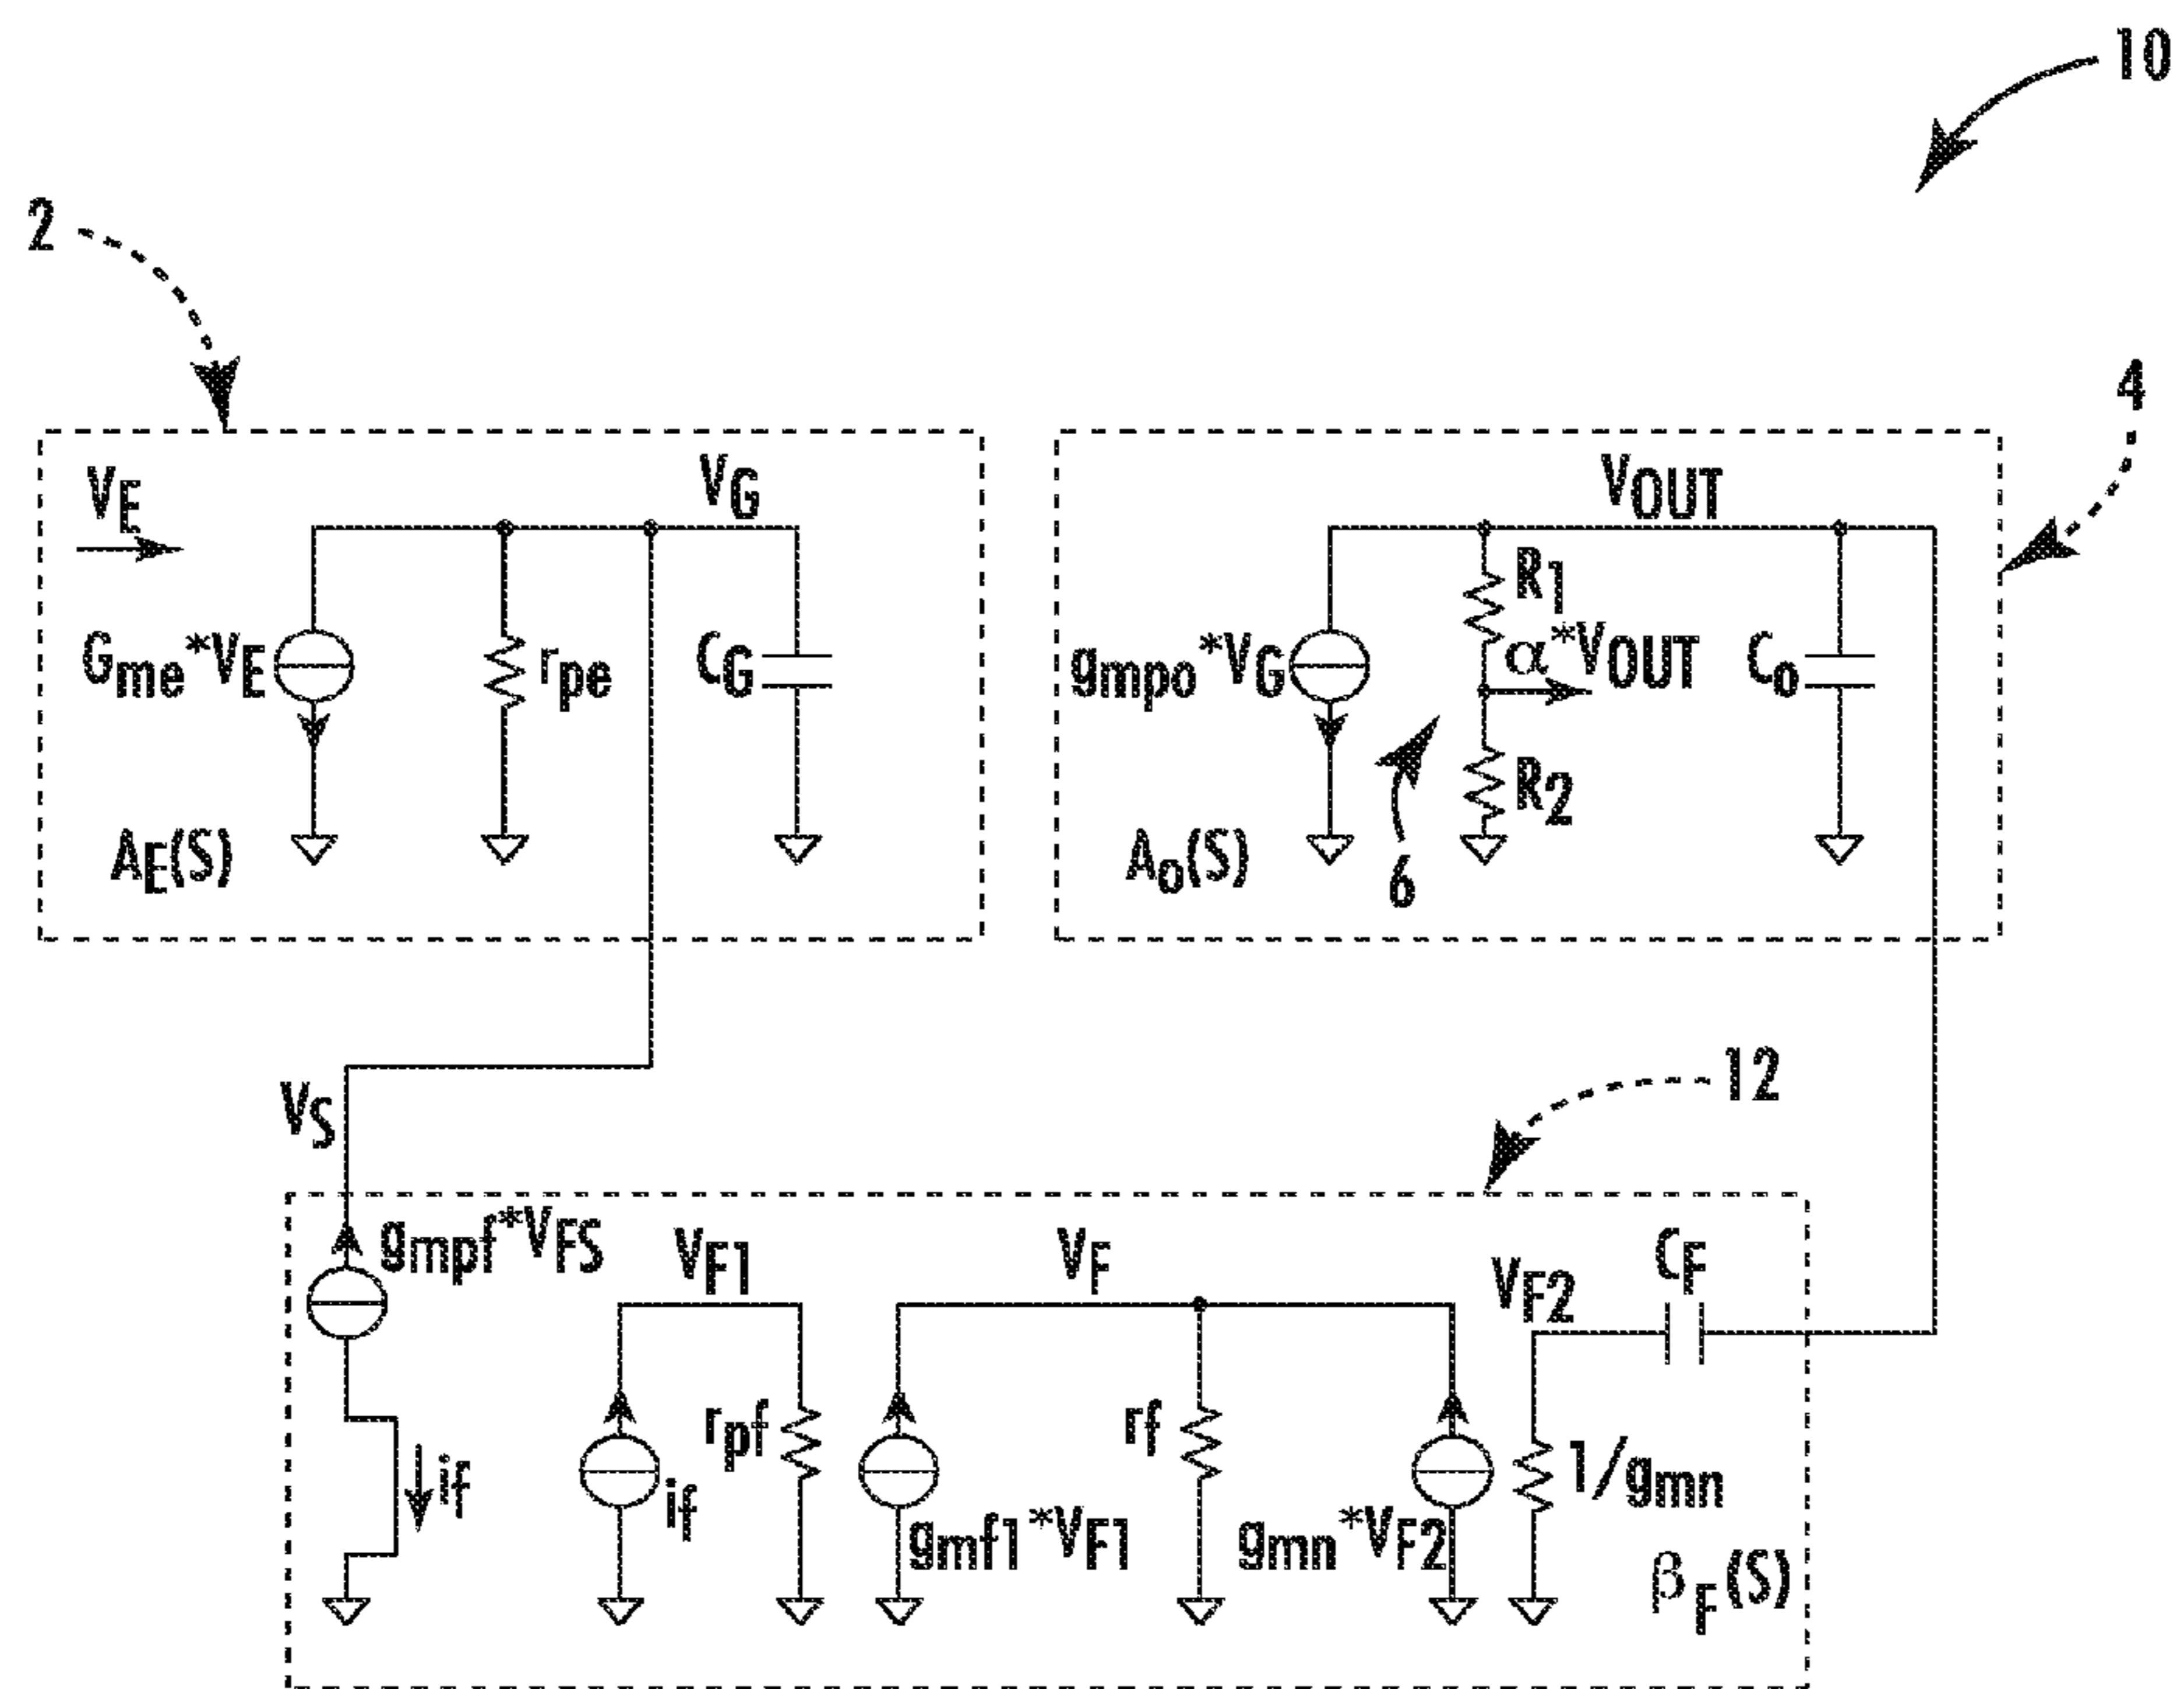 10
2
4
VE
VG
VOUT
Gme*VE
rpe
CG
gmpo*VG
R1
α*VOUT
Co
R2
AE(S)
Ao(S)
6
12
VS
gmpf*VFS
VF1
VF
VF2
CF
if
if
rpf
gmf1*VF1
rf
gmn*VF2
1/gmn
βF(S)